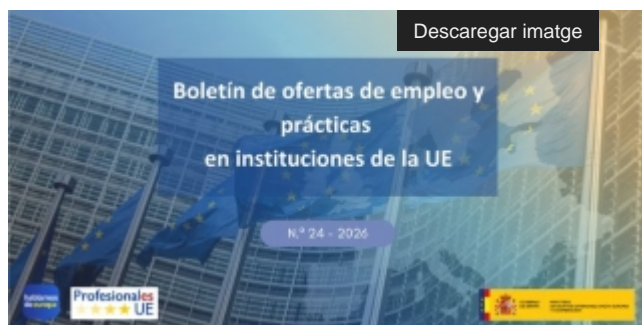 Descaregar imatge
Boletín de ofertas de empleo y
prácticas
en instituciones de la UE
N.º 24 - 2026
Profesionales
UE